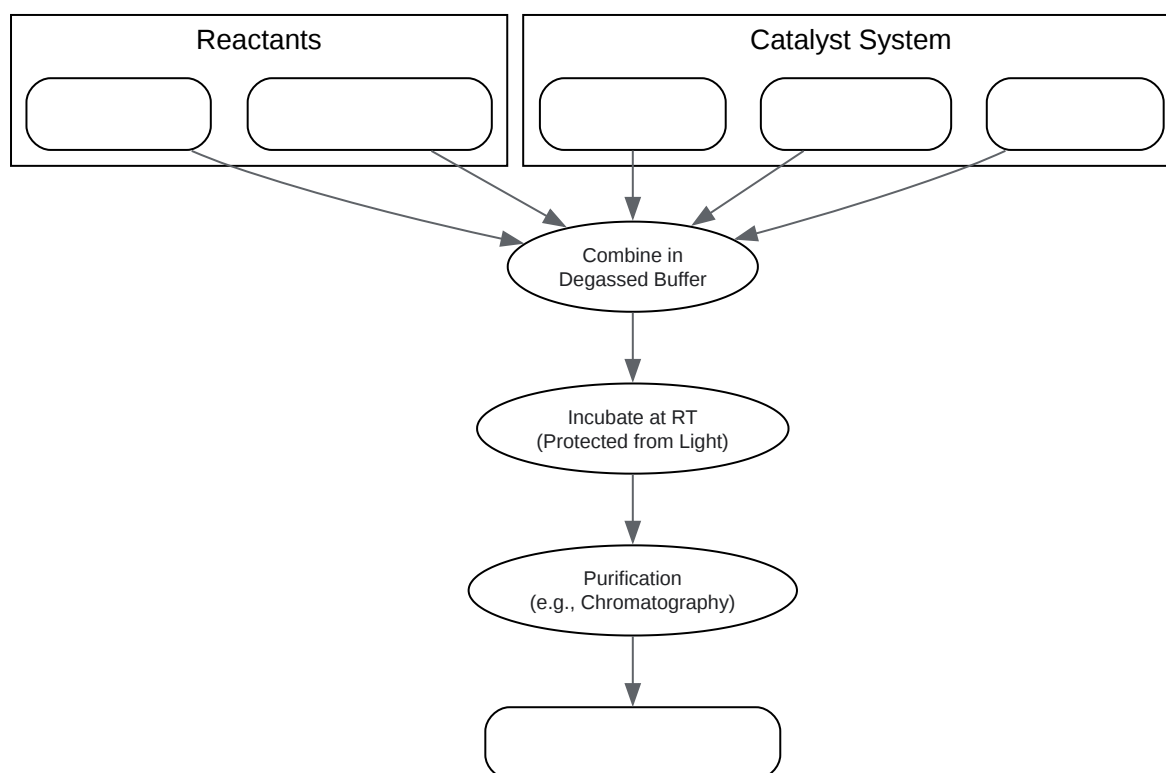 Reactants
Catalyst System
Combine in
Degassed Buffer
Incubate at RT
(Protected from Light)
Purification
(e.g., Chromatography)